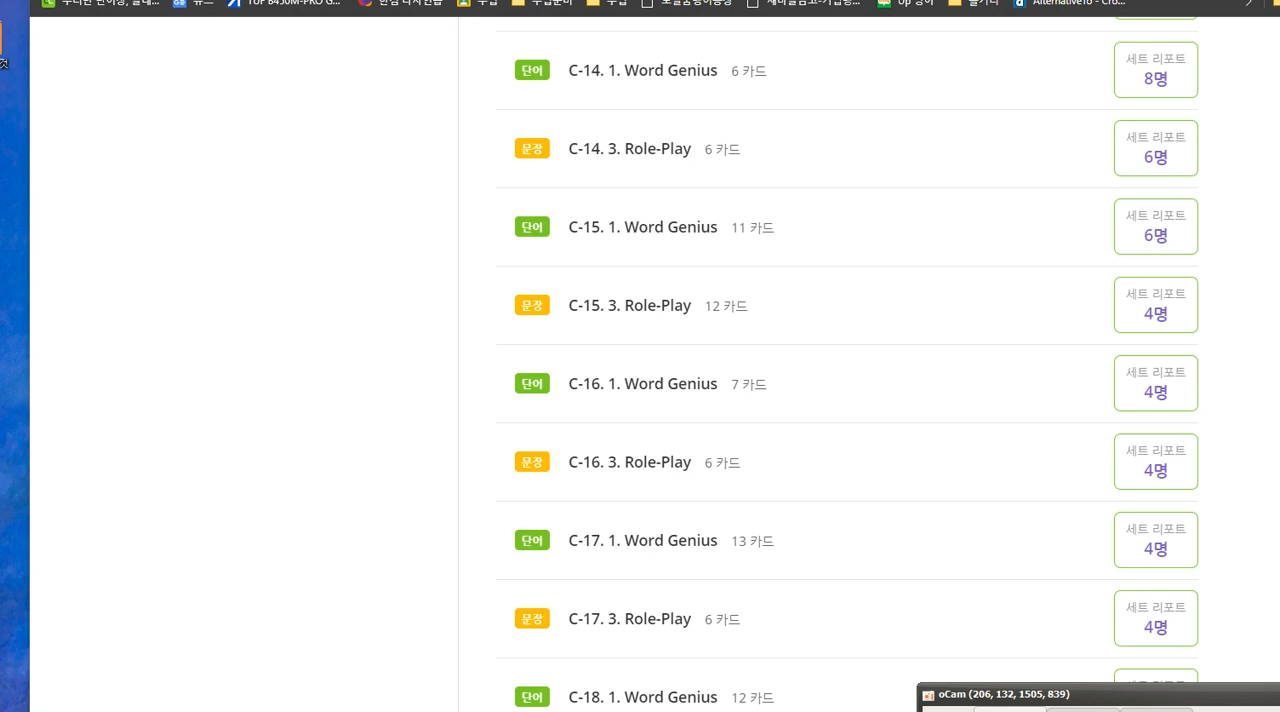 단어 C-14. 1. Word Genius 6 카드
세트 리포트
8명
문장 C-14. 3. Role-Play 6 카드
세트 리포트
6명
단어 C-15. 1. Word Genius 11 카드
세트 리포트
6명
문장 C-15. 3. Role-Play 12 카드
세트 리포트
4명
단어 C-16. 1. Word Genius 7 카드
세트 리포트
4명
문장 C-16. 3. Role-Play 6 카드
세트 리포트
4명
단어 C-17. 1. Word Genius 13 카드
세트 리포트
4명
문장 C-17. 3. Role-Play 6 카드
세트 리포트
4명
단어 C-18. 1. Word Genius 12 카드
oCam (206, 132, 1505, 839)